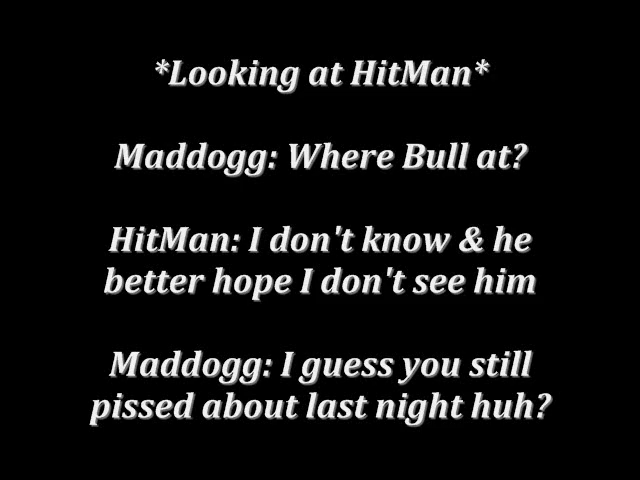 *Looking at HitMan*
Maddogg: Where Bull at?
HitMan: I don't know & he
better hope I don't see him
Maddogg: I guess you still
pissed about last night huh?